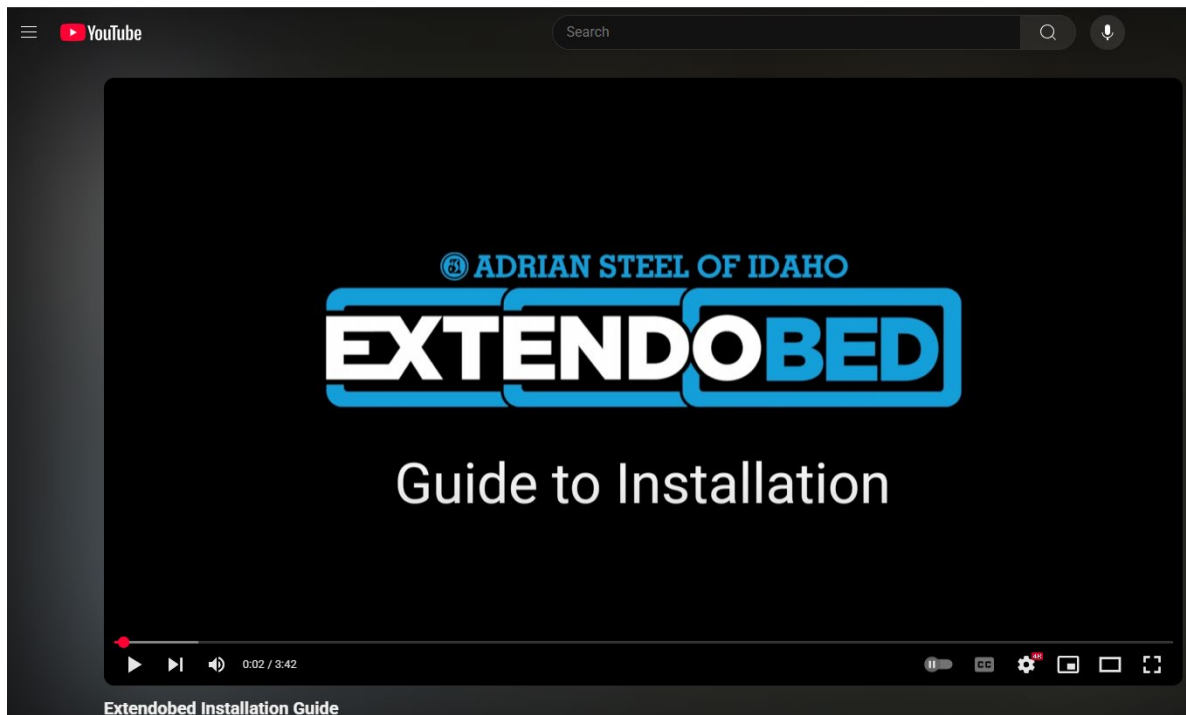 YouTube
Search
ADRIAN STEEL OF IDAHO
EXTENDOBED
Guide to Installation
0:02 / 3:42
CC
4K
Extendobed Installation Guide